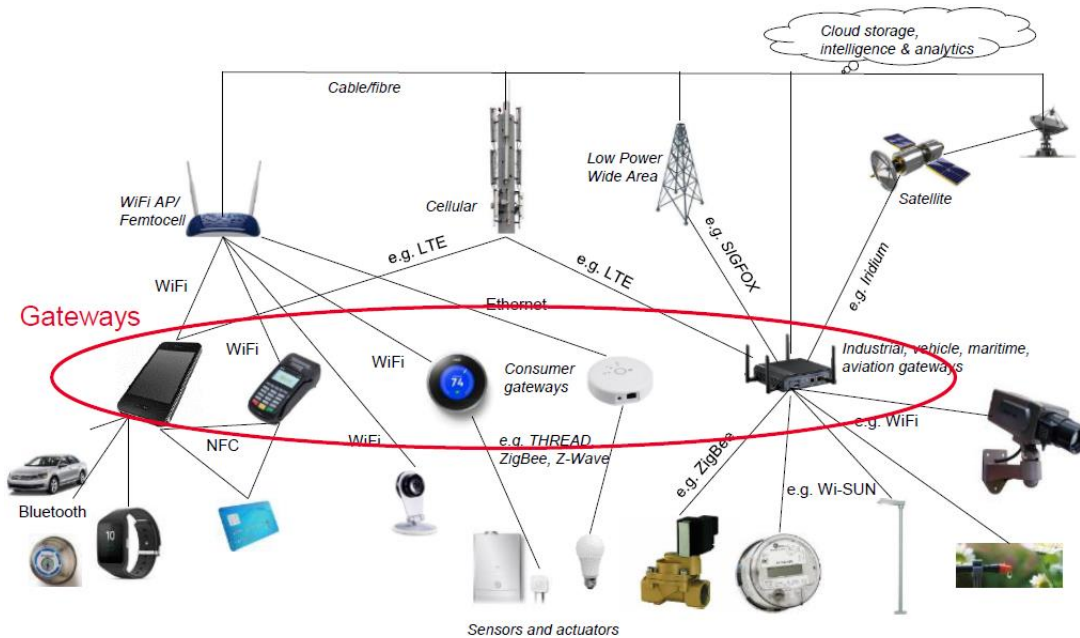 Cloud storage,
intelligence & analytics
Cable/fibre
Low Power
Wide Area
WiFi AP/
Femtocell
Cellular
Satellite
e.g. LTE
e.g. LTE
e.g. SIGFOX
e.g. Iridium
WiFi
Ethernet
Gateways
WiFi
WiFi
74
Consumer
gateways
Industrial, vehicle, maritime,
aviation gateways
NFC
WiFi
e.g. THREAD,
ZigBee, Z-Wave
e.g. ZigBee
e.g. WiFi
e.g. Wi-SUN
Bluetooth
10
Sensors and actuators